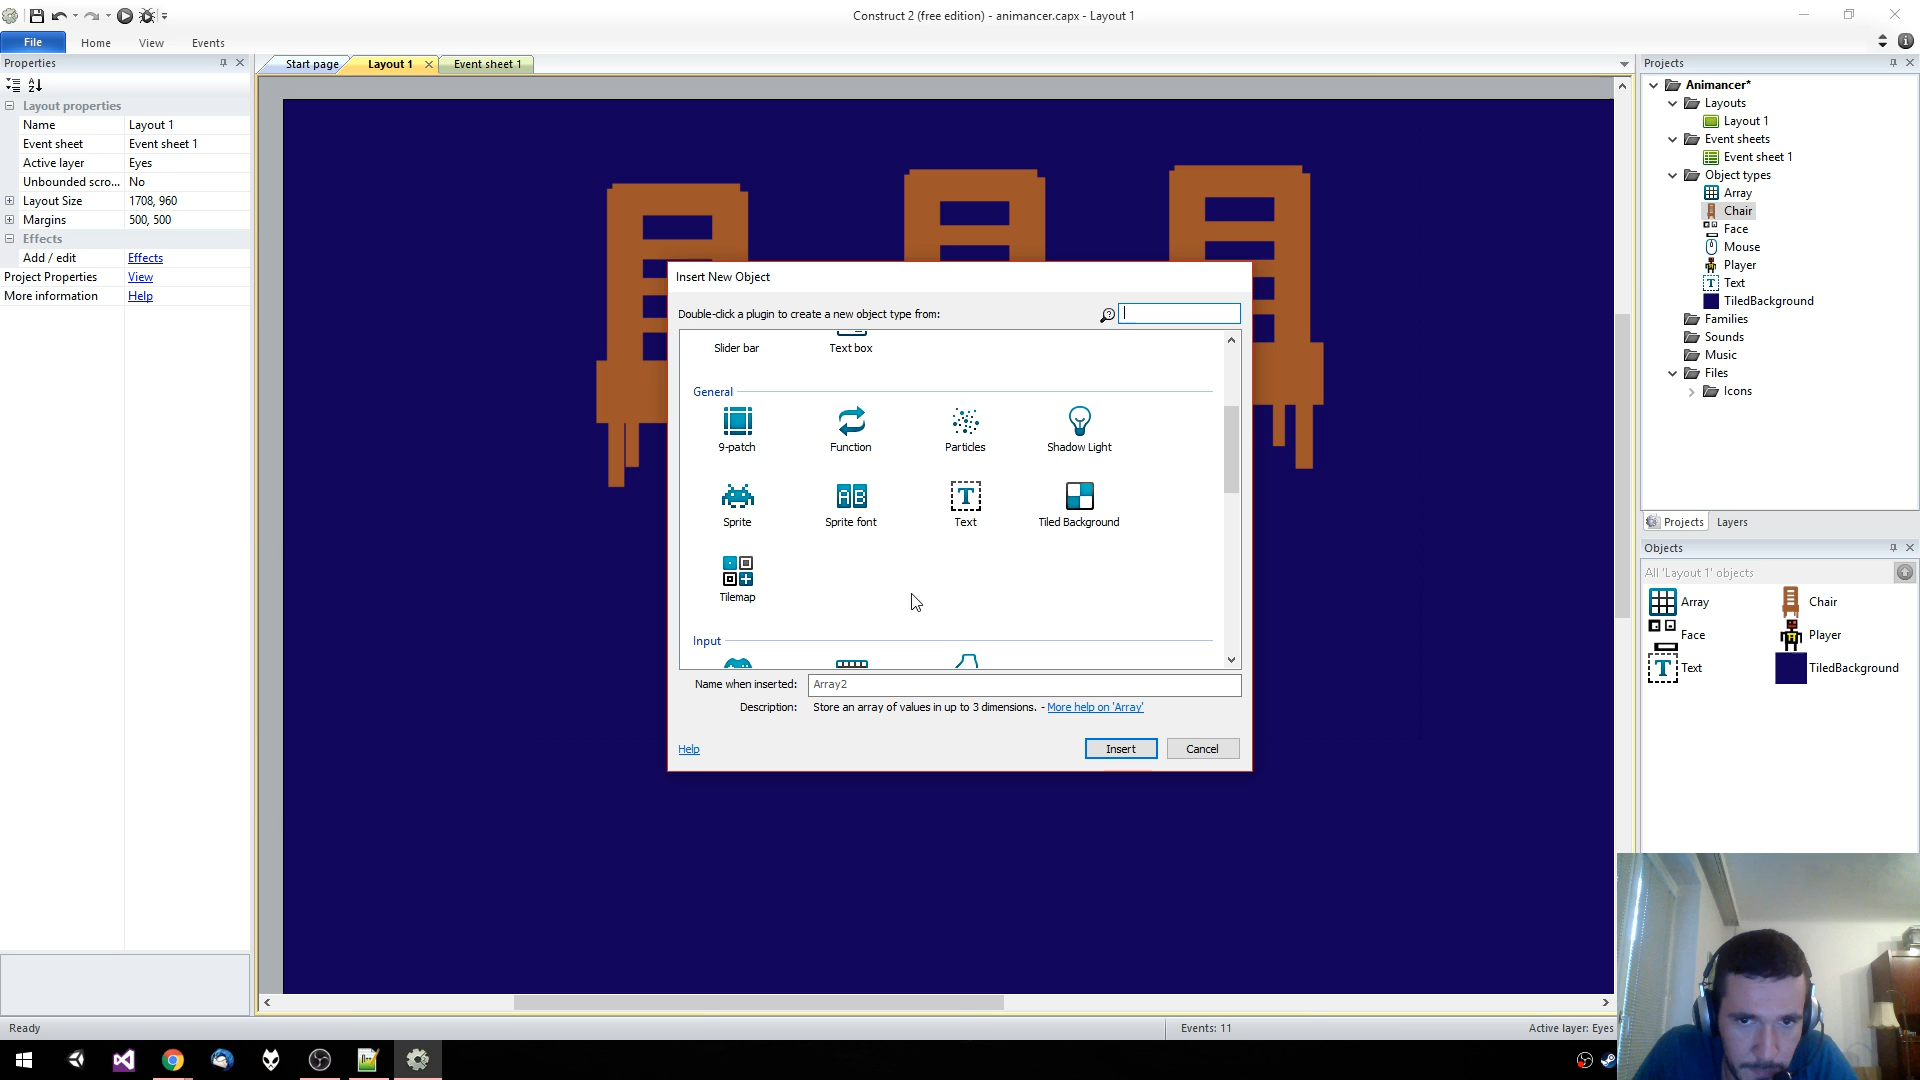 Construct 2 (free edition) - animancer.capx - Layout 1
File
Home
View
Events
Properties
Start page
Layout 1
Event sheet 1
Projects
Layout properties
Name
Layout 1
Event sheet
Event sheet 1
Active layer
Eyes
Unbounded scro...
No
Layout Size
1708, 960
Margins
500, 500
Effects
Add / edit
Effects
Project Properties
View
More information
Help
Animancer*
Layouts
Layout 1
Event sheets
Event sheet 1
Object types
Array
Chair
Face
Mouse
Player
Text
TiledBackground
Families
Sounds
Music
Files
Icons
Insert New Object
Double-click a plugin to create a new object type from:
Slider bar
Text box
General
9-patch
Function
Particles
Shadow Light
Sprite
Sprite font
Text
Tiled Background
Tilemap
Input
Name when inserted:
Array2
Description:
Store an array of values in up to 3 dimensions. - More help on 'Array'
Help
Insert
Cancel
Projects
Layers
Objects
All 'Layout 1' objects
Array
Chair
Face
Player
Text
TiledBackground
Ready
Events: 11
Active layer: Eyes